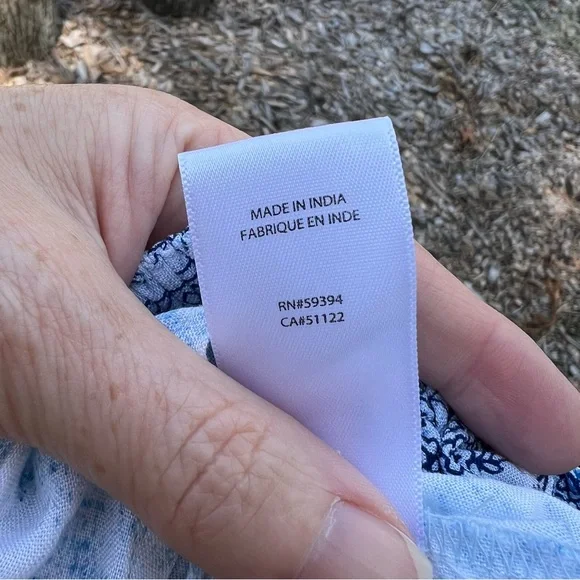 MADE IN INDIA
FABRIQUE EN INDE
RN#59394
CA#51122